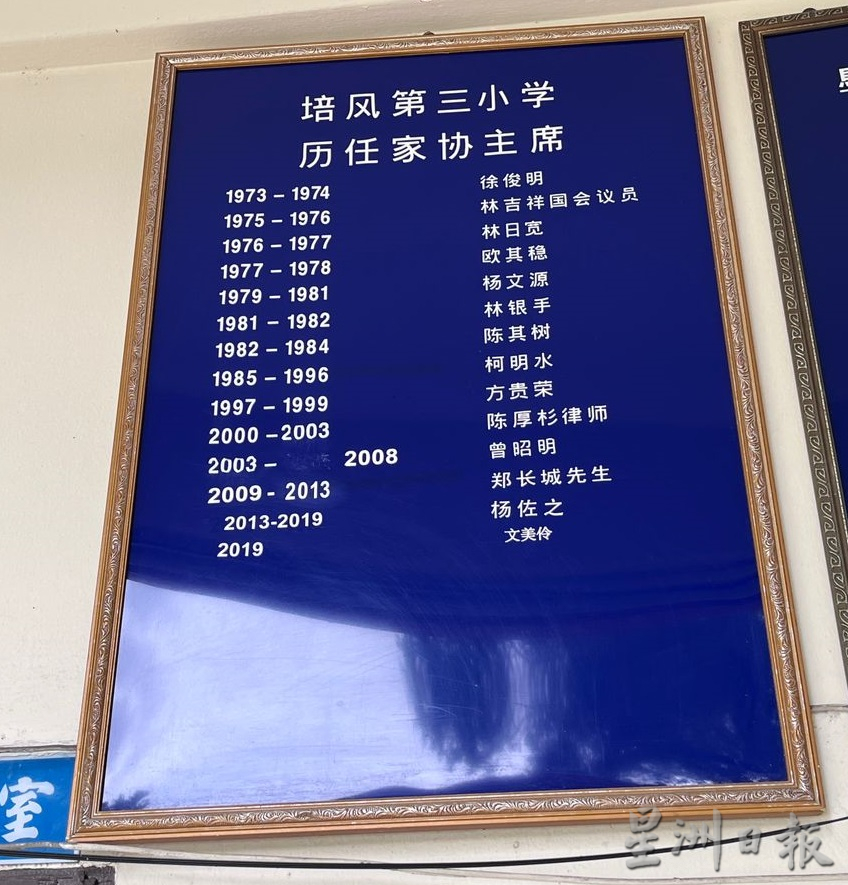 培风第三小学
历任家协主席
1973 – 1974 徐俊明
1975 – 1976 林吉祥国会议员
1976 – 1977 林日宽
1977 – 1978 欧其稳
1979 – 1981 杨文源
1981 – 1982 林银手
1982 – 1984 陈其树
1985 – 1996 柯明水
1997 – 1999 方贵荣
2000 – 2003 陈厚杉律师
2003 – 2008 曾昭明
2009 - 2013 郑长城先生
2013-2019 杨佐之
2019 文美伶
室
星洲日報